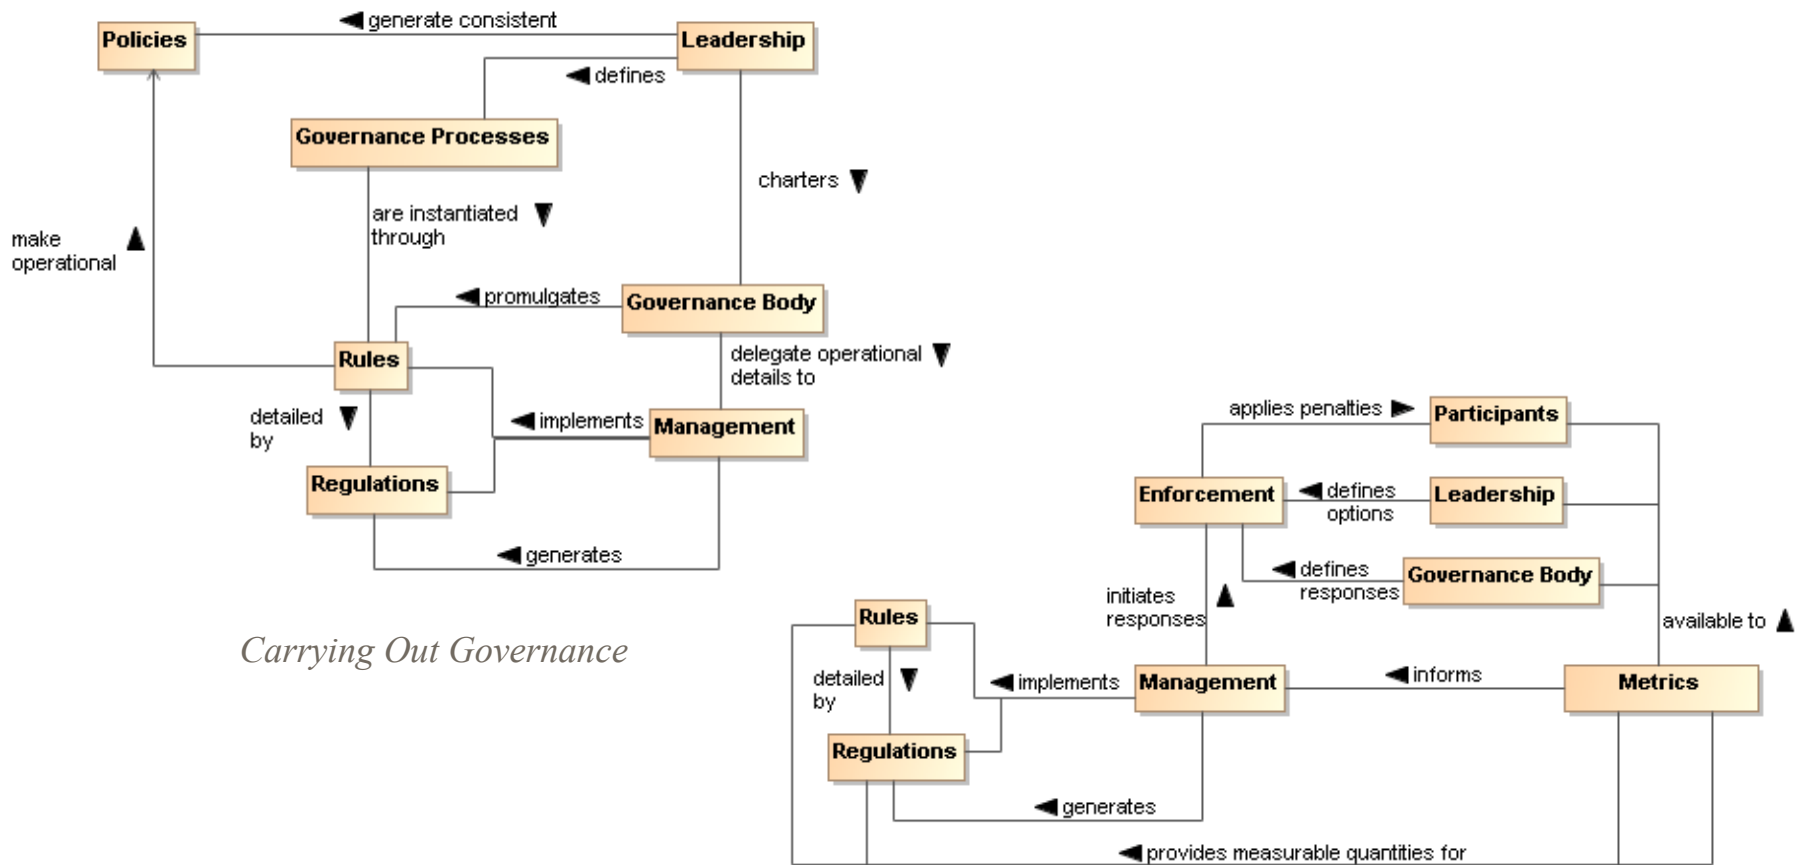 generate consistent
Policies
Leadership
defines
Governance Processes
charters
are instantiated
through
make
operational
promulgates
Governance Body
delegate operational
details to
Rules
detailed
by
implements
Management
Regulations
generates
Carrying Out Governance
applies penalties
Participants
Enforcement
defines
options
Leadership
defines
responses
Governance Body
initiates
responses
available to
Rules
detailed
by
implements
Management
informs
Metrics
Regulations
generates
provides measurable quantities for